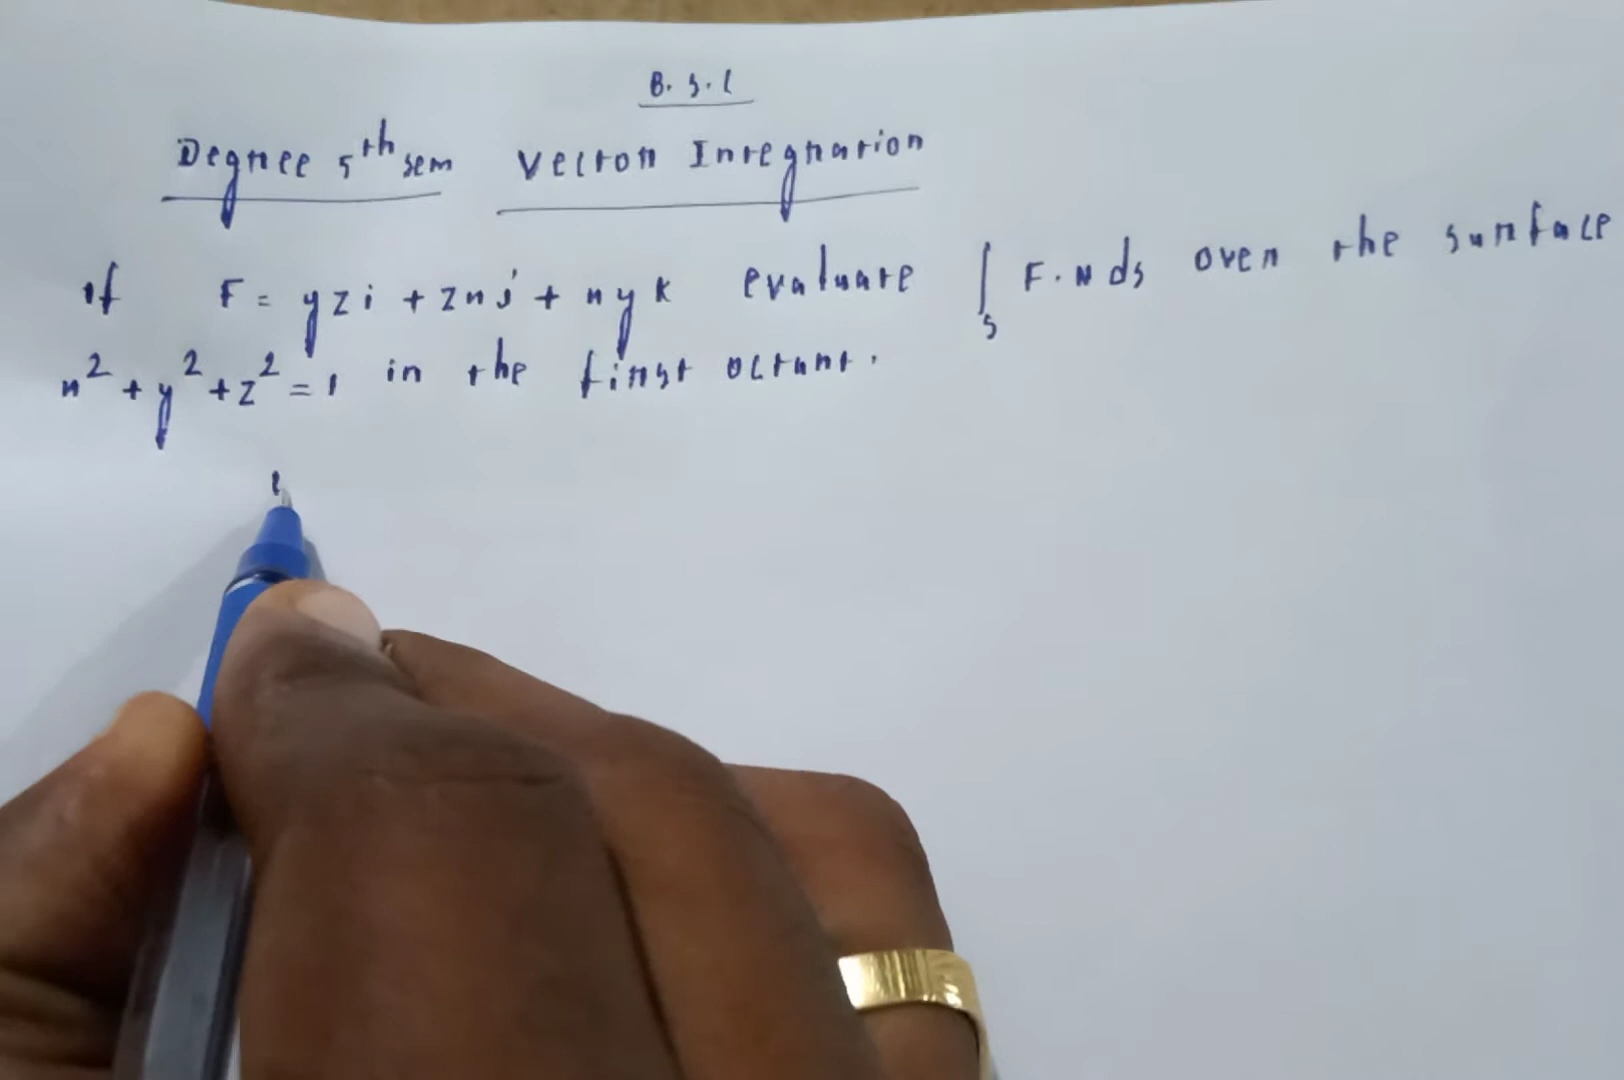 B.S.C
Degree 5th sem Vector Integration
If F = yzi + zxj + xyk evaluate ∫s F.N ds over the surface
x² + y² + z² = 1 in the first octant.